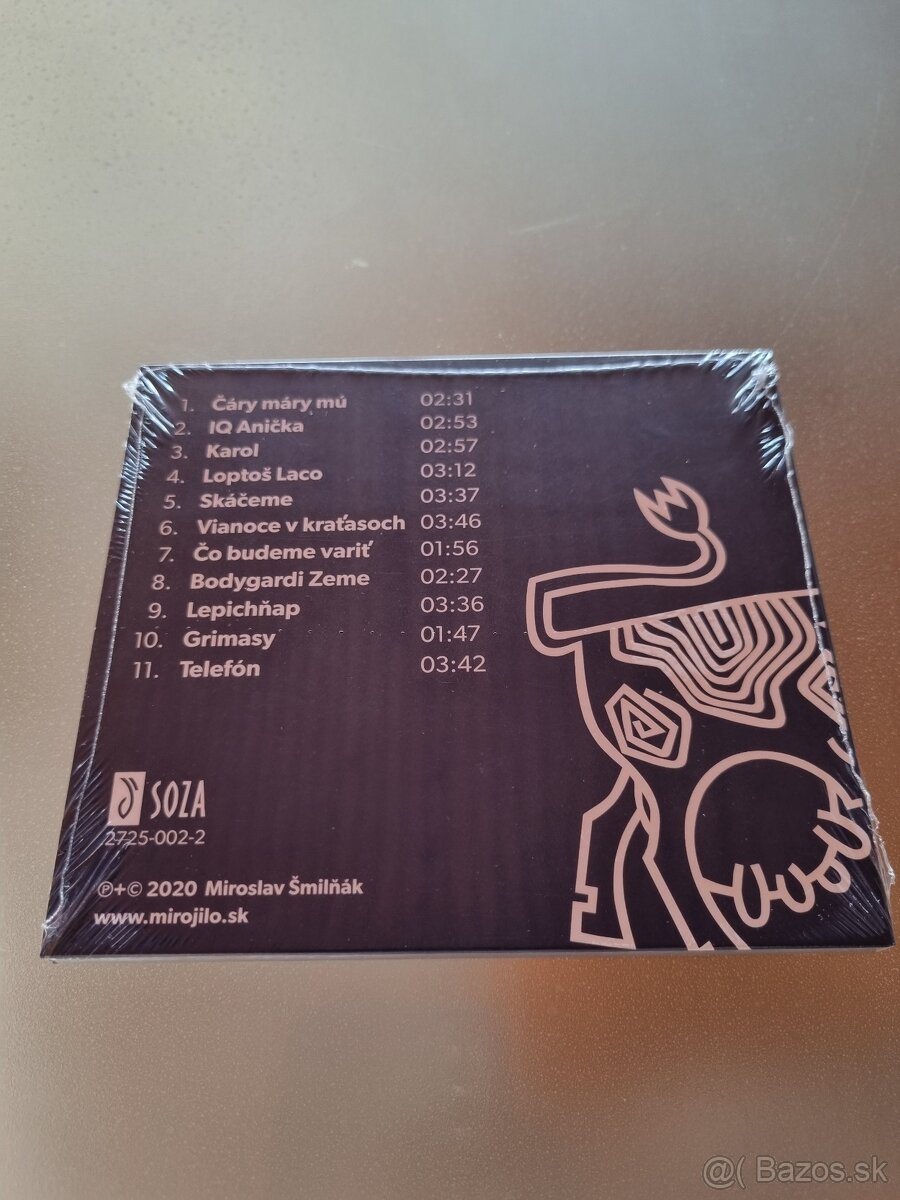 1. Čáry máry mú 02:31
2. IQ Anička 02:53
3. Karol 02:57
4. Loptoš Laco 03:12
5. Skáčeme 03:37
6. Vianoce v kraťasoch 03:46
7. Čo budeme variť 01:56
8. Bodygardi Zeme 02:27
9. Lepichňap 03:36
10. Grimasy 01:47
11. Telefón 03:42
SOZA
2725-002-2
℗+© 2020 Miroslav Šmilňák
www.mirojilo.sk
@( Bazos.sk